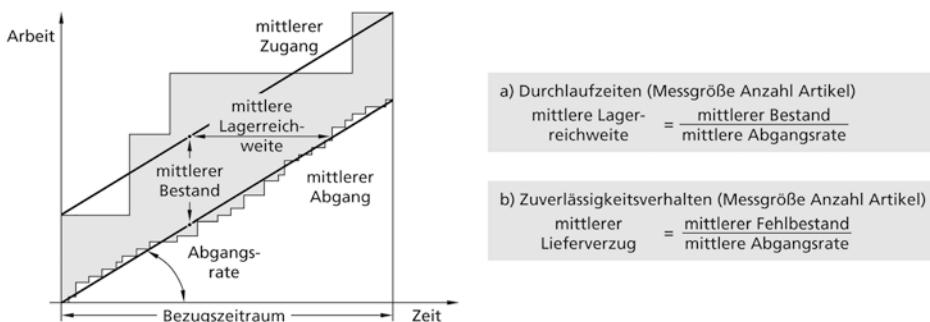 Arbeit
mittlerer
Zugang
mittlere
Lagerreich-
weite
mittlerer
Bestand
mittlerer
Abgang
Abgangs-
rate
Bezugszeitraum
Zeit
a) Durchlaufzeiten (Messgröße Anzahl Artikel)
mittlere Lager-
reichweite
=
mittlerer Bestand
mittlere Abgangsrate
b) Zuverlässigkeitsverhalten (Messgröße Anzahl Artikel)
mittlerer
Lieferverzug
=
mittlerer Fehlbestand
mittlere Abgangsrate